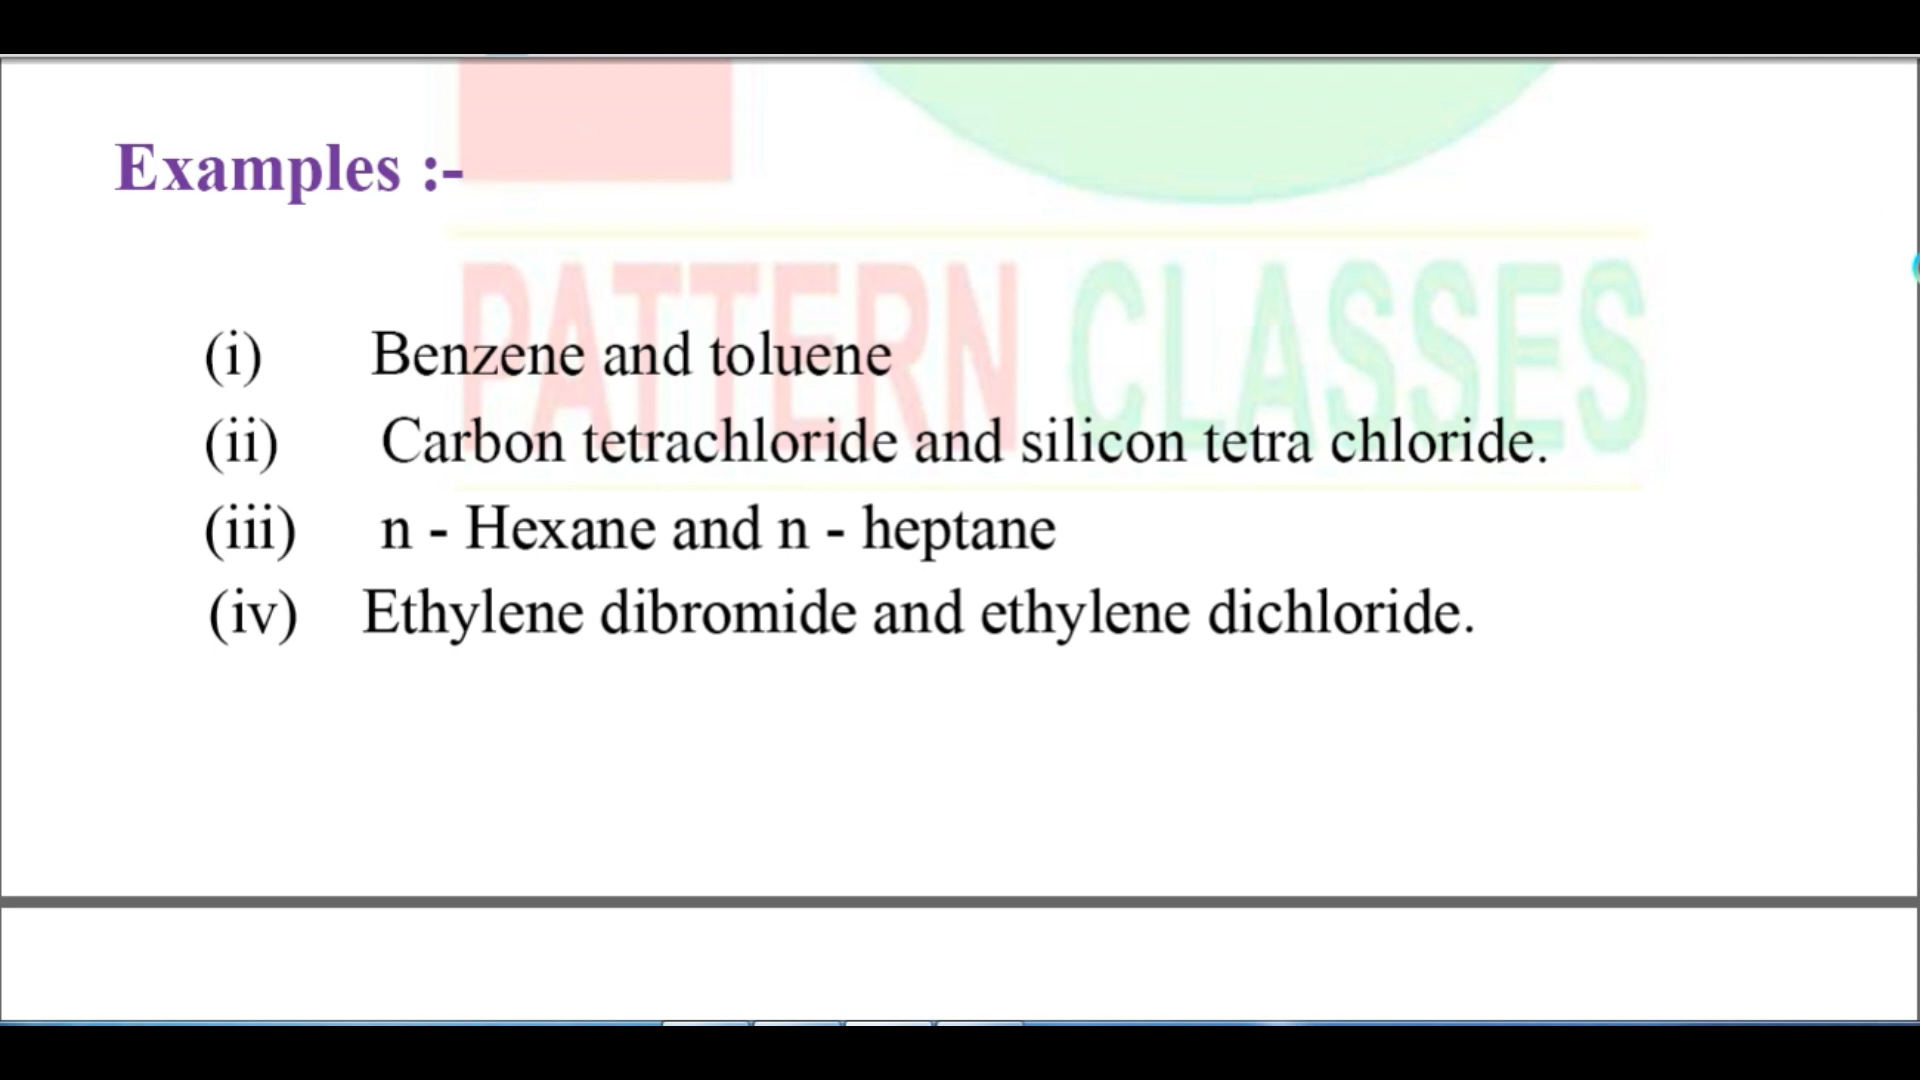 Examples :-
PATTERN CLASSES
(i) Benzene and toluene
(ii) Carbon tetrachloride and silicon tetra chloride.
(iii) n - Hexane and n - heptane
(iv) Ethylene dibromide and ethylene dichloride.